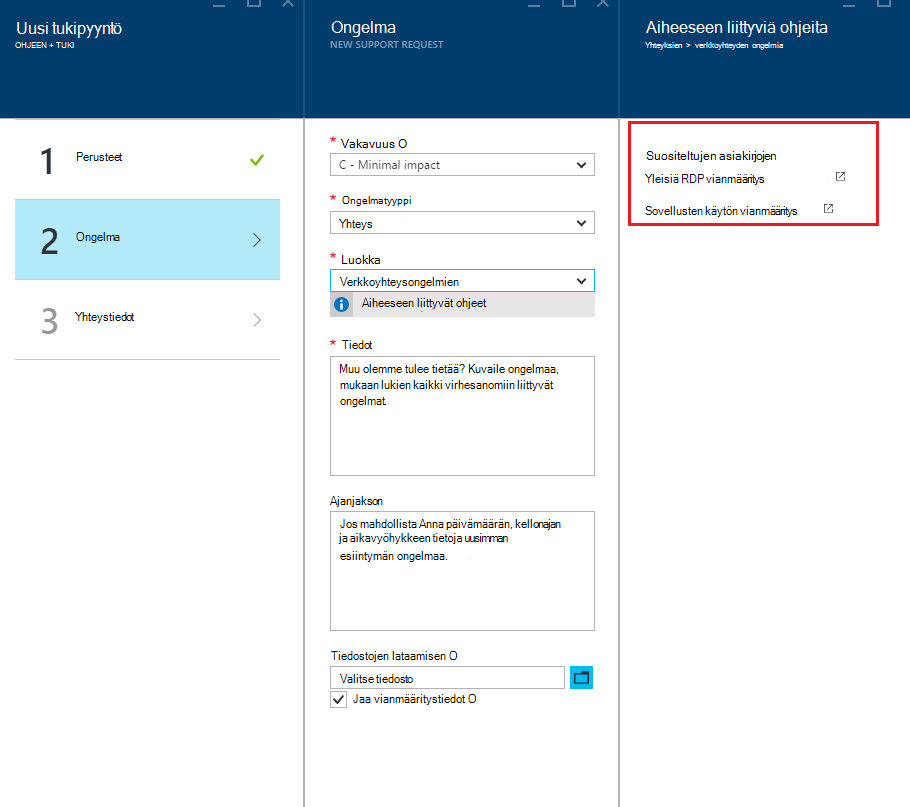 Uusi tukipyyntö
OHJEEN + TUKI
1
Perusteet
2
Ongelma
3
Yhteystiedot
Ongelma
NEW SUPPORT REQUEST
* Vakavuus O
C - Minimal impact
* Ongelmatyyppi
Yhteys
* Luokka
Verkkoyhteysongelmien
Aiheeseen liittyvät ohjeet
* Tiedot
Muu olemme tulee tietää? Kuvaile ongelmaa,
mukaan lukien kaikki virhesanomiin liittyvät
ongelmat.
Ajanjakson
Jos mahdollista Anna päivämäärän, kellonajan
ja aikavyöhykkeen tietoja uusimman
esiintymän ongelmaa.
Tiedostojen lataamisen O
Valitse tiedosto
Jaa vianmääritystiedot O
Aiheeseen liittyviä ohjeita
Yhteyksien > verkkoyhteyden ongelmia
Suositeltujen asiakirjojen
Yleisiä RDP vianmääritys
Sovellusten käytön vianmääritys